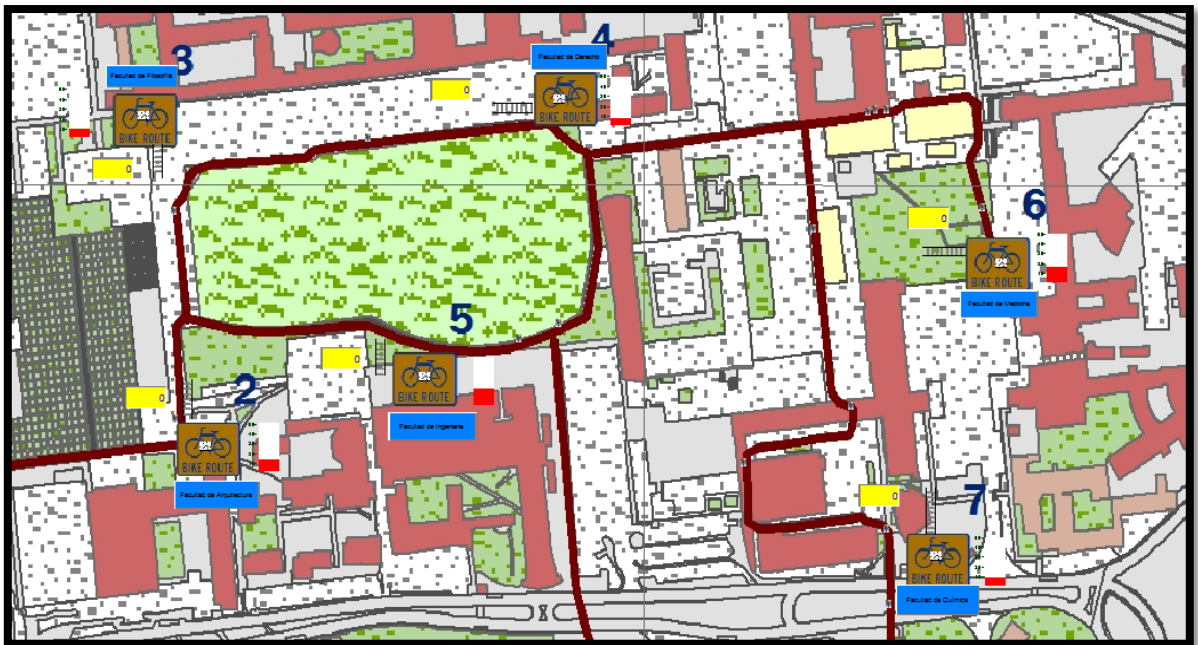 3
Facultad de Filosofía
BIKE ROUTE
0
4
Facultad de Derecho
BIKE ROUTE
0
6
BIKE ROUTE
Facultad de Medicina
0
5
BIKE ROUTE
Facultad de Ingeniería
0
2
BIKE ROUTE
Facultad de Arquitectura
0
7
BIKE ROUTE
Facultad de Química
0